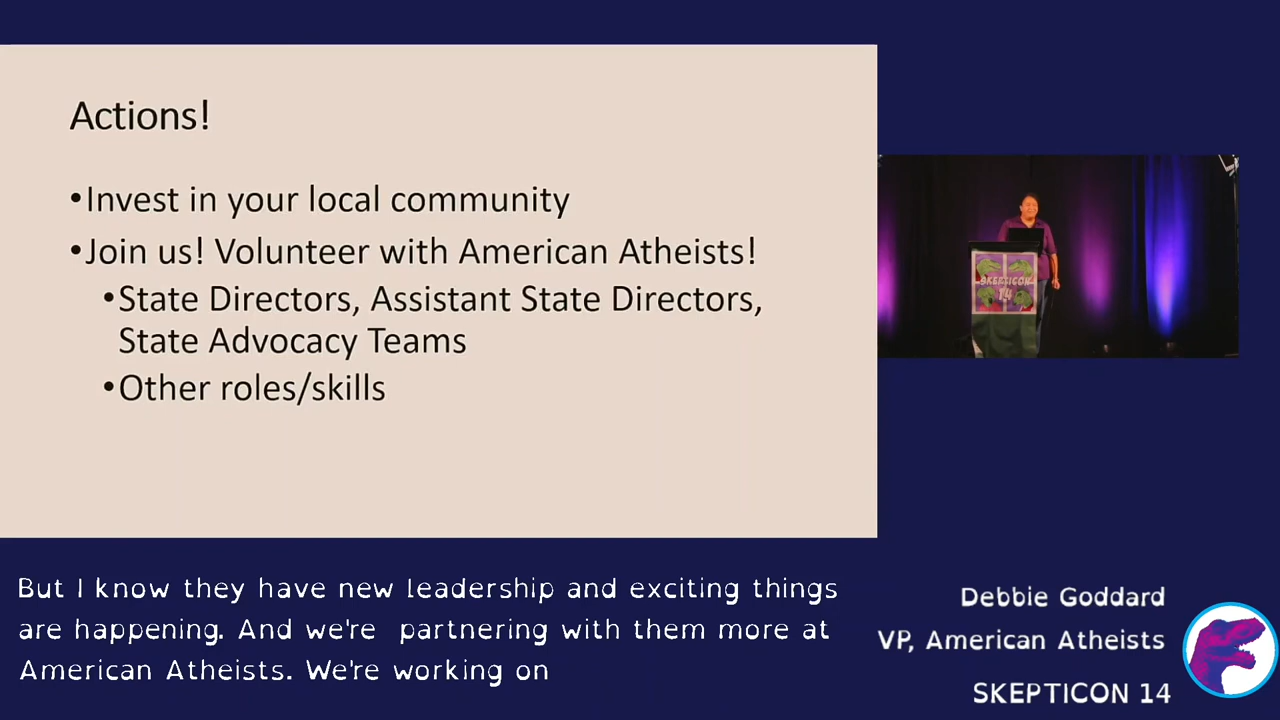 Actions!
•Invest in your local community
•Join us! Volunteer with American Atheists!
•State Directors, Assistant State Directors,
State Advocacy Teams
•Other roles/skills
SKEPTICON
14
But I know they have new leadership and exciting things
are happening. And we're partnering with them more at
American Atheists. We're working on
Debbie Goddard
VP, American Atheists
SKEPTICON 14